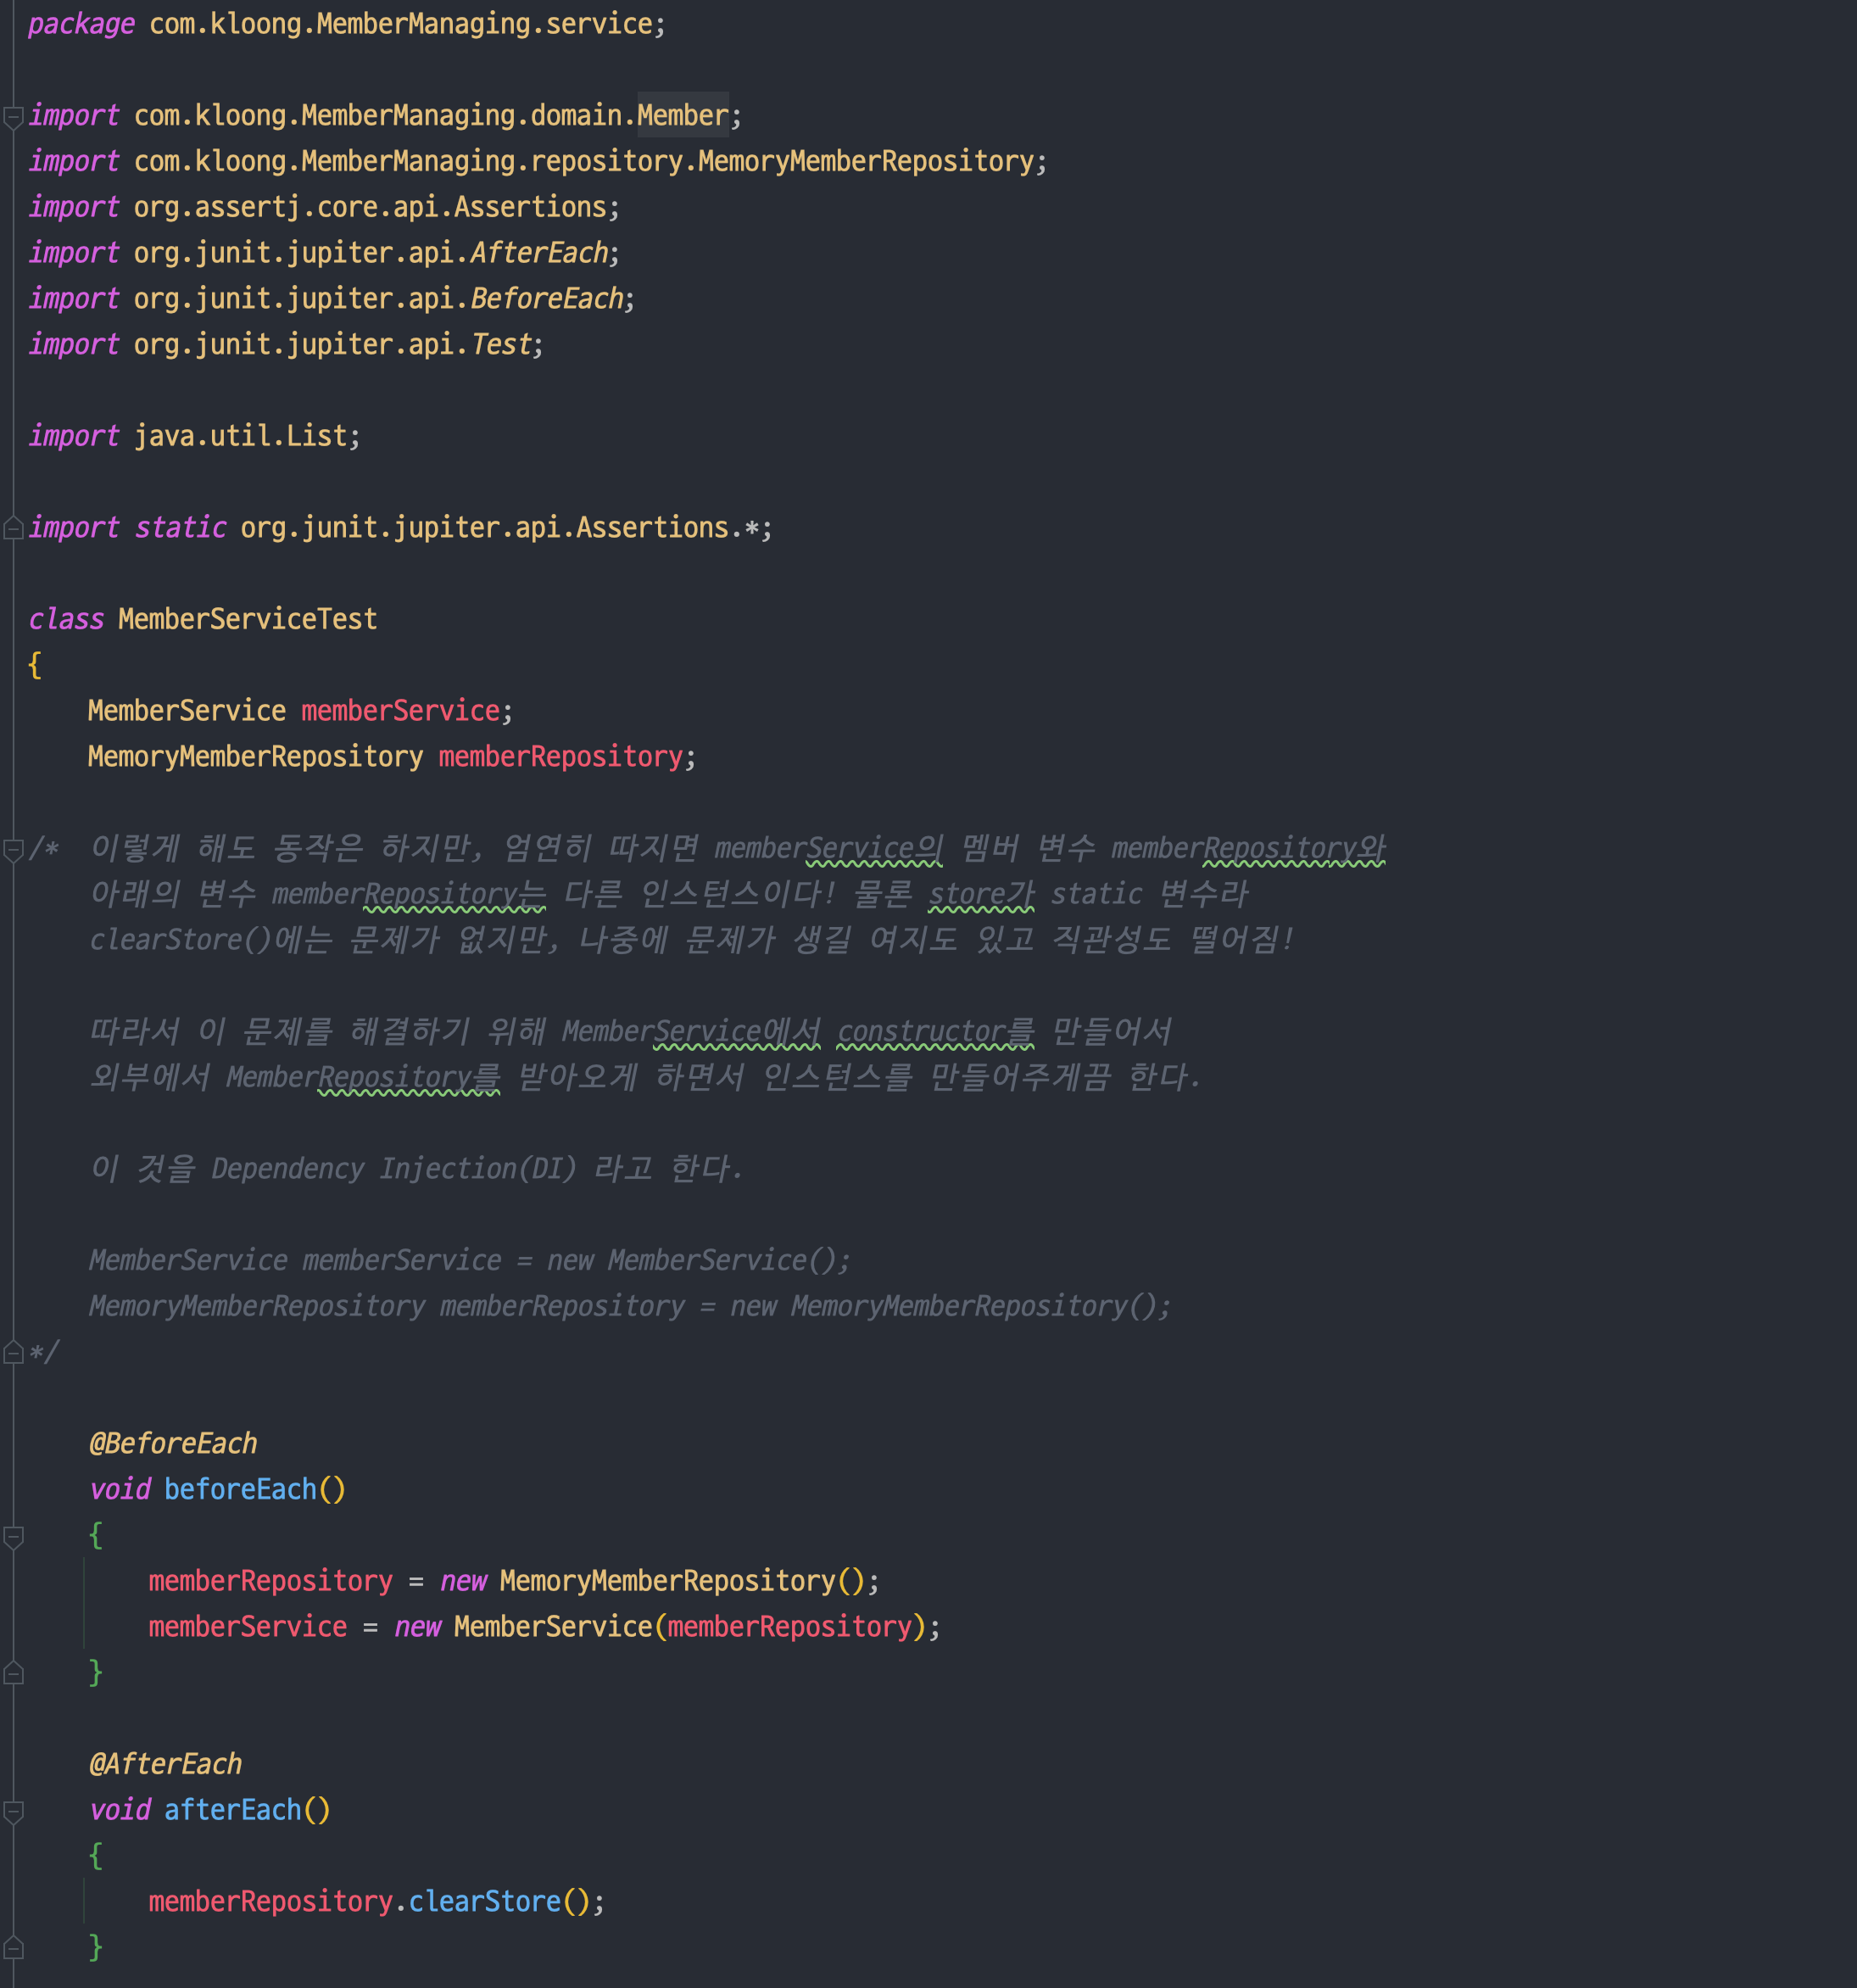 package com.kloong.MemberManaging.service;
import com.kloong.MemberManaging.domain.Member;
import com.kloong.MemberManaging.repository.MemoryMemberRepository;
import org.assertj.core.api.Assertions;
import org.junit.jupiter.api.AfterEach;
import org.junit.jupiter.api.BeforeEach;
import org.junit.jupiter.api.Test;
import java.util.List;
import static org.junit.jupiter.api.Assertions.*;
class MemberServiceTest
{
MemberService memberService;
MemoryMemberRepository memberRepository;
/* 이렇게 해도 동작은 하지만, 엄연히 따지면 memberService의 멤버 변수 memberRepository와
아래의 변수 memberRepository는 다른 인스턴스이다! 물론 store가 static 변수라
clearStore()에는 문제가 없지만, 나중에 문제가 생길 여지도 있고 직관성도 떨어짐!
따라서 이 문제를 해결하기 위해 MemberService에서 constructor를 만들어서
외부에서 MemberRepository를 받아오게 하면서 인스턴스를 만들어주게끔 한다.
이 것을 Dependency Injection(DI) 라고 한다.
MemberService memberService = new MemberService();
MemoryMemberRepository memberRepository = new MemoryMemberRepository();
*/
@BeforeEach
void beforeEach()
{
memberRepository = new MemoryMemberRepository();
memberService = new MemberService(memberRepository);
}
@AfterEach
void afterEach()
{
memberRepository.clearStore();
}